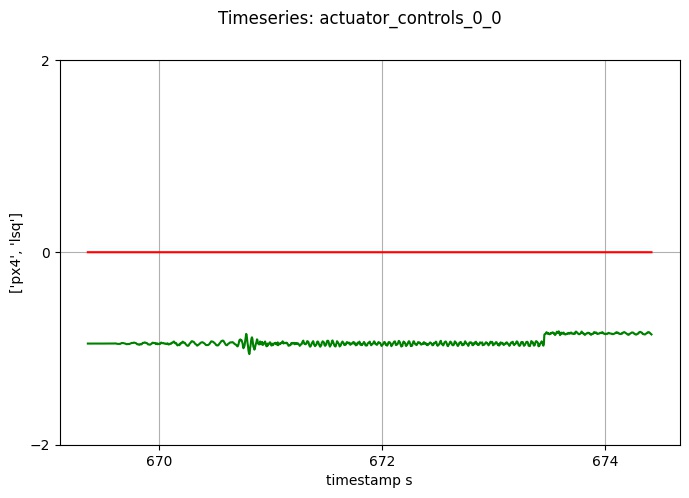 Timeseries: actuator_controls_0_0
2
0
−2
['px4', 'lsq']
670
672
674
timestamp s